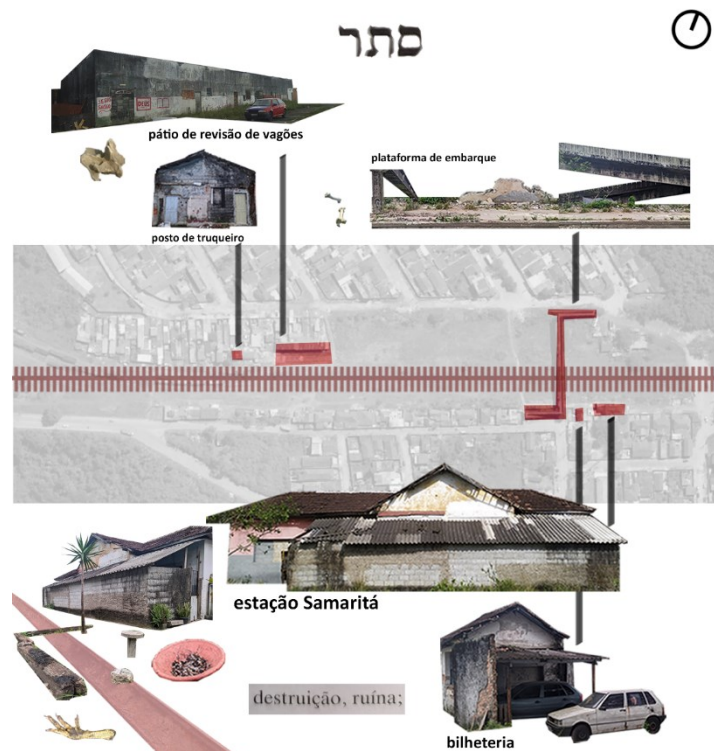 סתר
pátio de revisão de vagões
plataforma de embarque
posto de truqueiro
estação Samaritá
destruição, ruína;
bilheteria